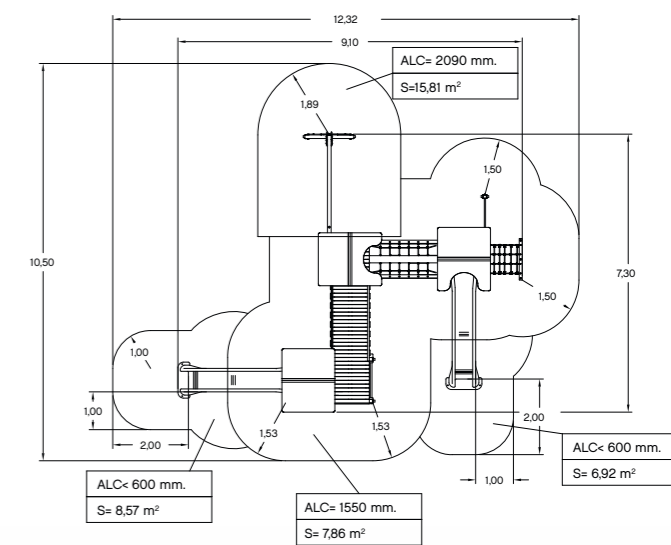 12,32
9,10
ALC= 2090 mm.
S=15,81 m²
1,89
1,50
10,50
7,30
1,50
1,00
1,00
2,00
1,53
1,53
2,00
1,00
ALC< 600 mm.
S= 6,92 m²
ALC< 600 mm.
S= 8,57 m²
ALC= 1550 mm.
S= 7,86 m²